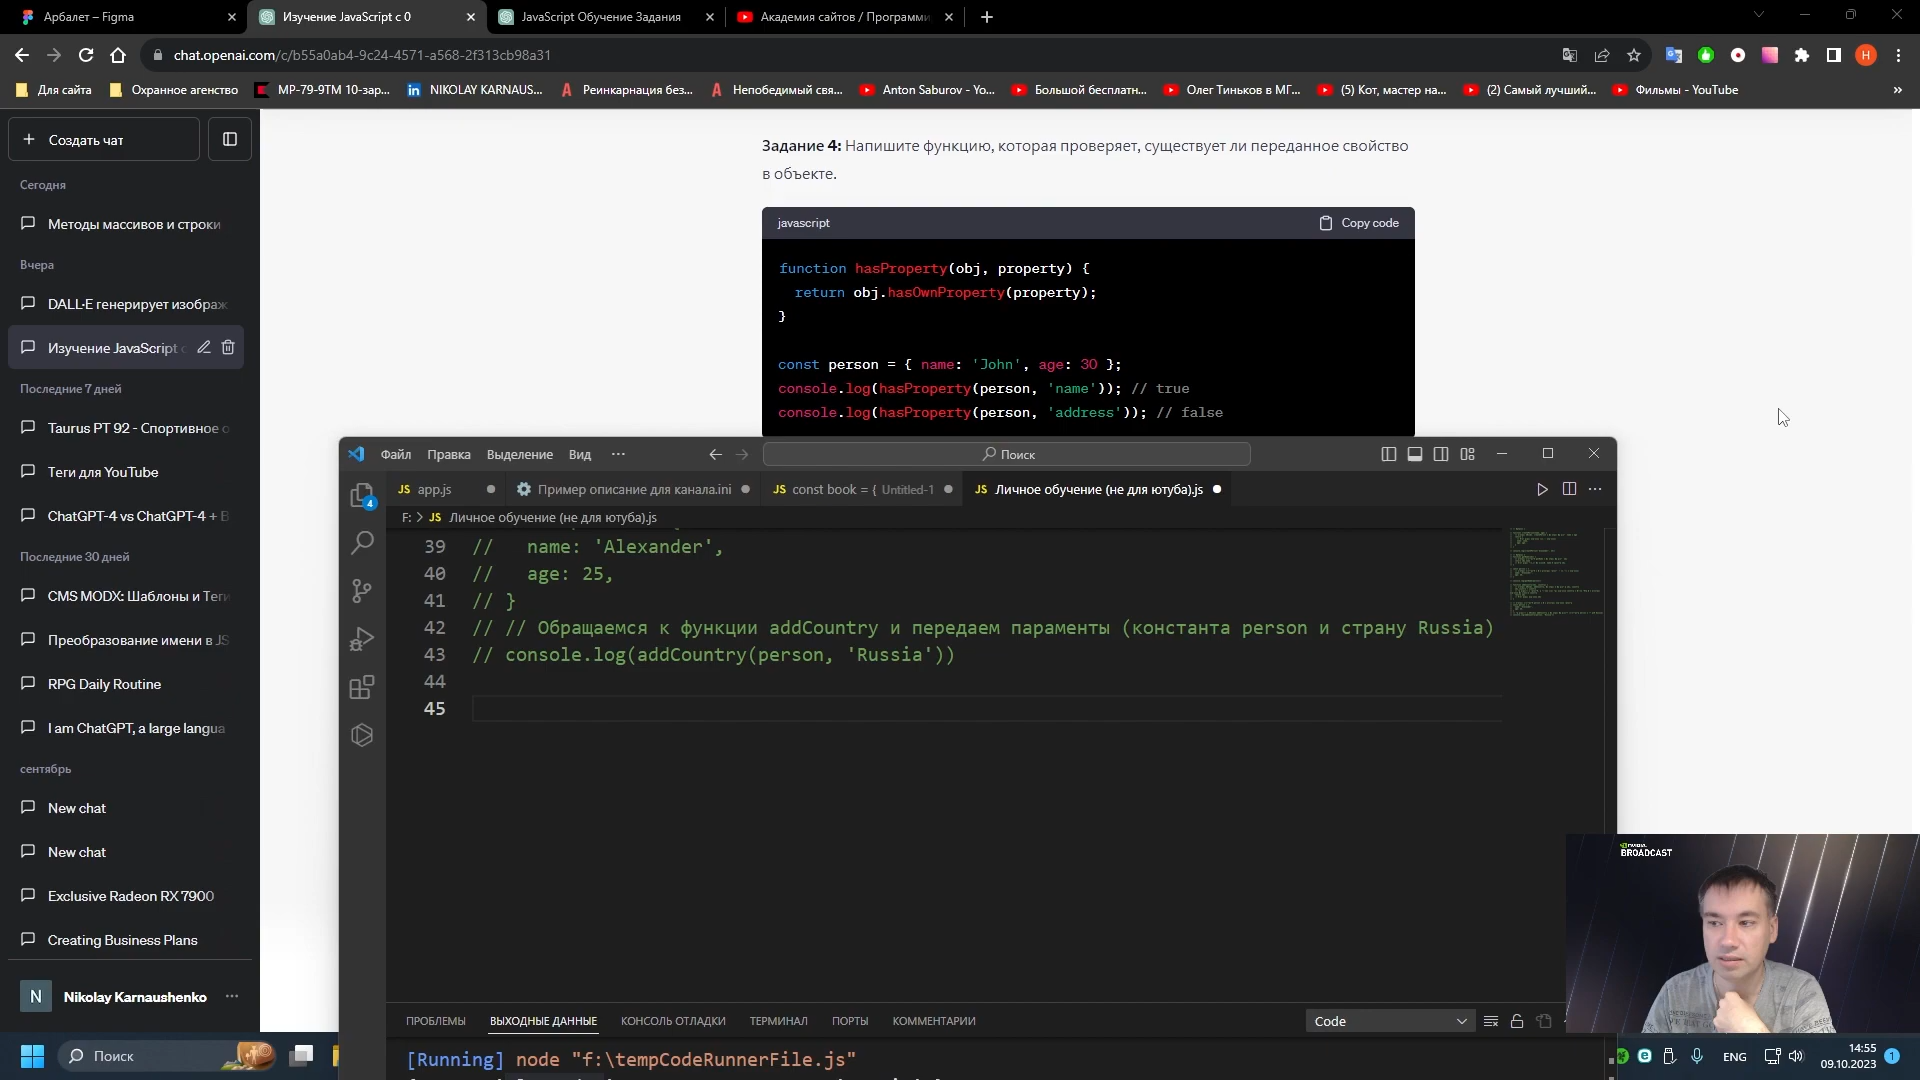 Арбалет – Figma
Изучение JavaScript с 0
JavaScript Обучение Задания
Академия сайтов / Программи
chat.openai.com/c/b55a0ab4-9c24-4571-a568-2f313cb98a31
H
Для сайта
Охранное агенство
MP-79-9TM 10-зар...
NIKOLAY KARNAUS...
Реинкарнация без...
Непобедимый свя...
Anton Saburov - Yo...
Большой бесплатн...
Олег Тиньков в МГ...
(5) Кот, мастер на...
(2) Самый лучший...
Фильмы - YouTube
Создать чат
Сегодня
Методы массивов и строки
Вчера
DALL·E генерирует изображ
Изучение JavaScript с
Последние 7 дней
Taurus PT 92 - Спортивное о
Теги для YouTube
ChatGPT-4 vs ChatGPT-4 + B
Последние 30 дней
CMS MODX: Шаблоны и Теги
Преобразование имени в JS
RPG Daily Routine
I am ChatGPT, a large langua
сентябрь
New chat
New chat
Exclusive Radeon RX 7900
Creating Business Plans
N
Nikolay Karnaushenko
Задание 4: Напишите функцию, которая проверяет, существует ли переданное свойство
в объекте.
javascript
Copy code
function hasProperty(obj, property) {
return obj.hasOwnProperty(property);
}
const person = { name: 'John', age: 30 };
console.log(hasProperty(person, 'name')); // true
console.log(hasProperty(person, 'address')); // false
Файл Правка Выделение Вид ···
Поиск
JS app.js
Пример описание для канала.ini
JS const book = { Untitled-1
JS Личное обучение (не для ютуба).js
4
F: > JS Личное обучение (не для ютуба).js
39 // name: 'Alexander',
40 // age: 25,
41 // }
42 // // Обращаемся к функции addCountry и передаем параменты (константа person и страну Russia)
43 // console.log(addCountry(person, 'Russia'))
44
45
ПРОБЛЕМЫ
ВЫХОДНЫЕ ДАННЫЕ
КОНСОЛЬ ОТЛАДКИ
ТЕРМИНАЛ
ПОРТЫ
КОММЕНТАРИИ
Code
[Running] node "f:\tempCodeRunnerFile.js"
NVIDIA
BROADCAST
Поиск
ENG
14:55
09.10.2023
1